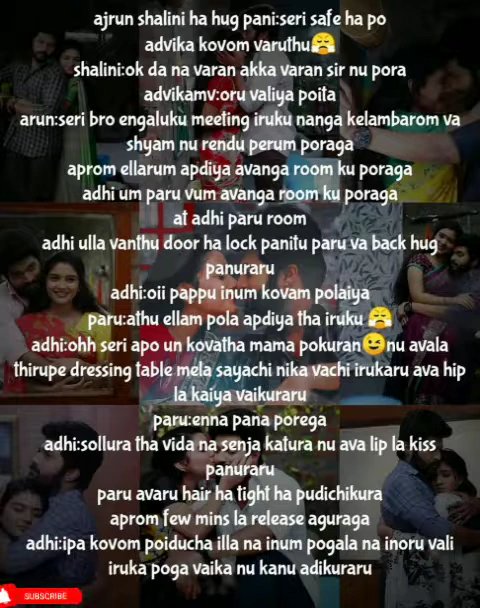 ajrun shalini ha hug pani:seri safe ha po
advika kovom varuthu😤
shalini:ok da na varan akka varan sir nu pora
advikamv:oru valiya poita
arun:seri bro engaluku meeting iruku nanga kelambarom va
shyam nu rendu perum poraga
aprom ellarum apdiya avanga room ku poraga
adhi um paru vum avanga room ku poraga
at adhi paru room
adhi ulla vanthu door ha lock panitu paru va back hug
panuraru
adhi:oii pappu inum kovam polaiya
paru:athu ellam pola apdiya tha iruku 😤
adhi:ohh seri apo un kovatha mama pokuran😉nu avala
thirupe dressing table mela sayachi nika vachi irukaru ava hip
la kaiya vaikuraru
paru:enna pana porega
adhi:sollura tha vida na senja katura nu ava lip la kiss
panuraru
paru avaru hair ha tight ha pudichikura
aprom few mins la release aguraga
adhi:ipa kovom poiducha illa na inum pogala na inoru vali
iruka poga vaika nu kanu adikuraru
SUBSCRIBE